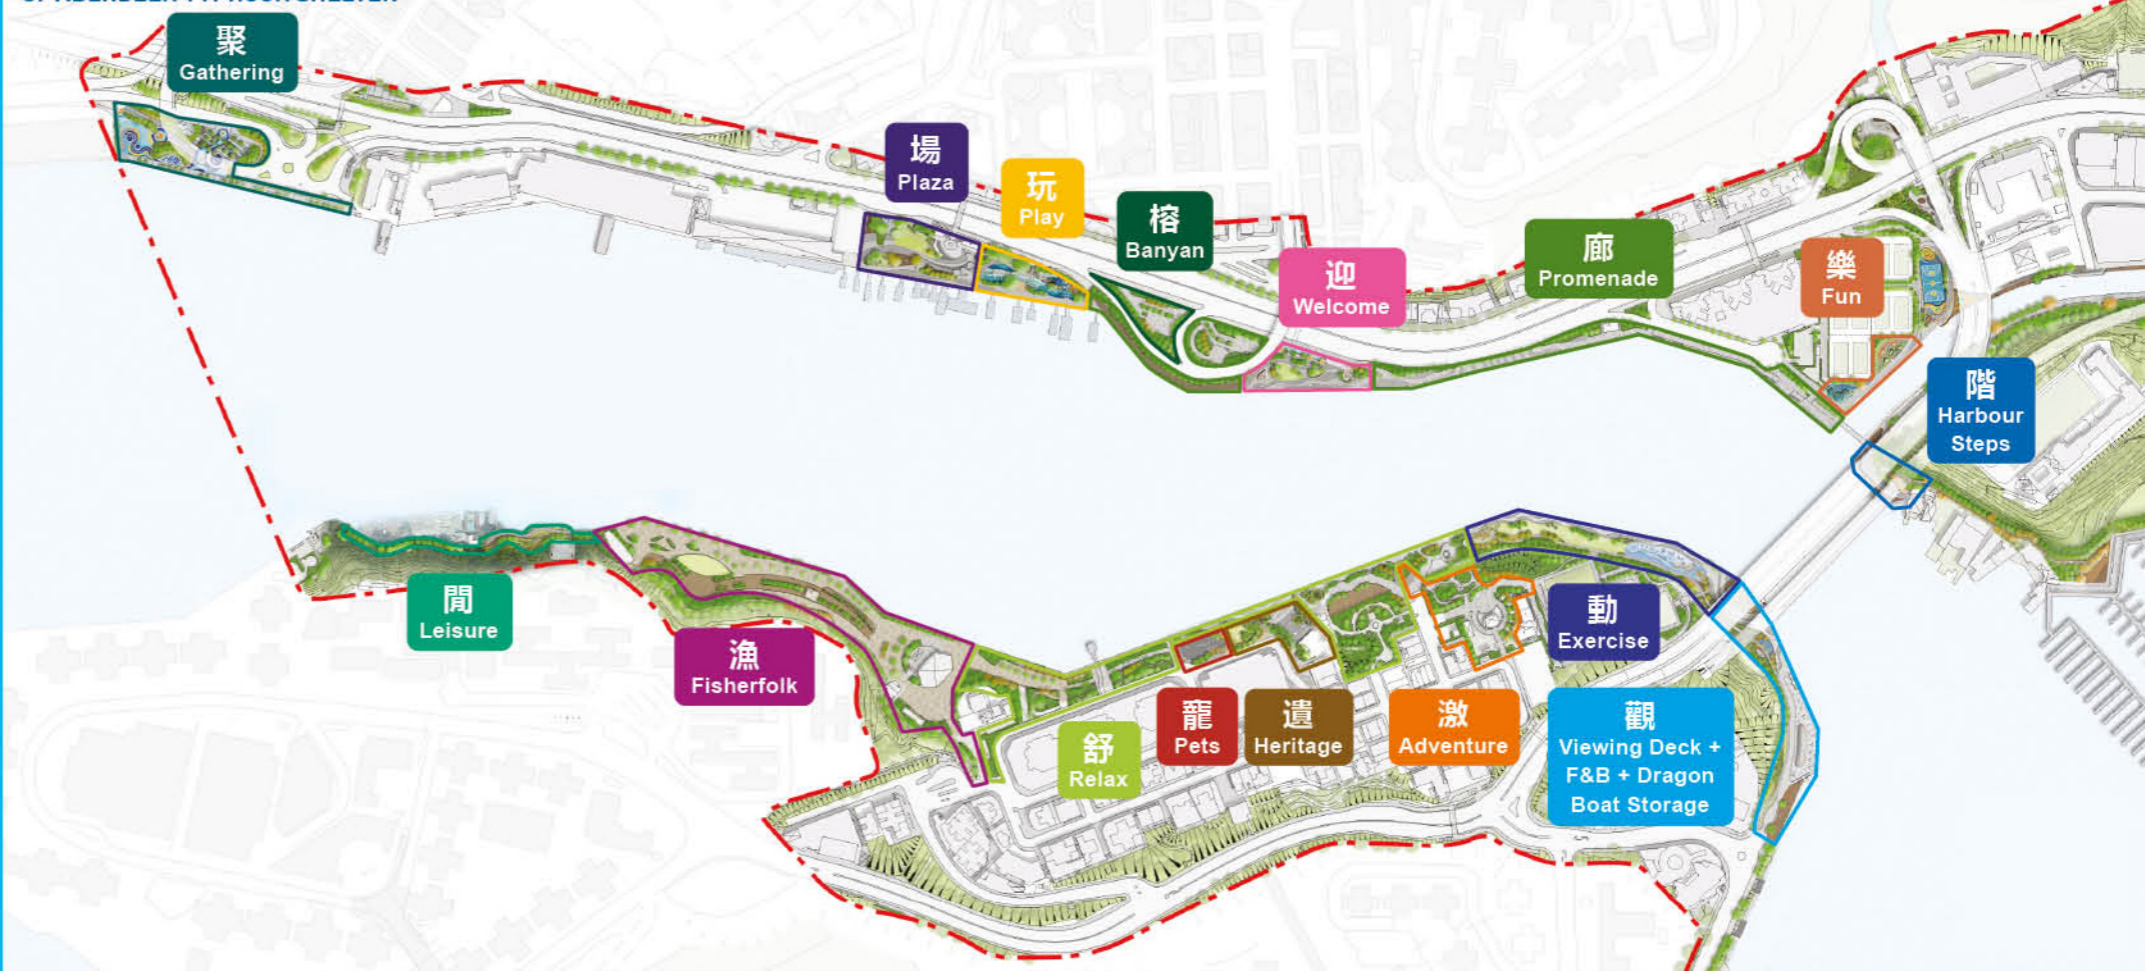 聚
Gathering
場
Plaza
玩
Play
榕
Banyan
迎
Welcome
廊
Promenade
樂
Fun
階
Harbour
Steps
閒
Leisure
漁
Fisherfolk
舒
Relax
寵
Pets
遺
Heritage
激
Adventure
動
Exercise
觀
Viewing Deck +
F&B + Dragon
Boat Storage